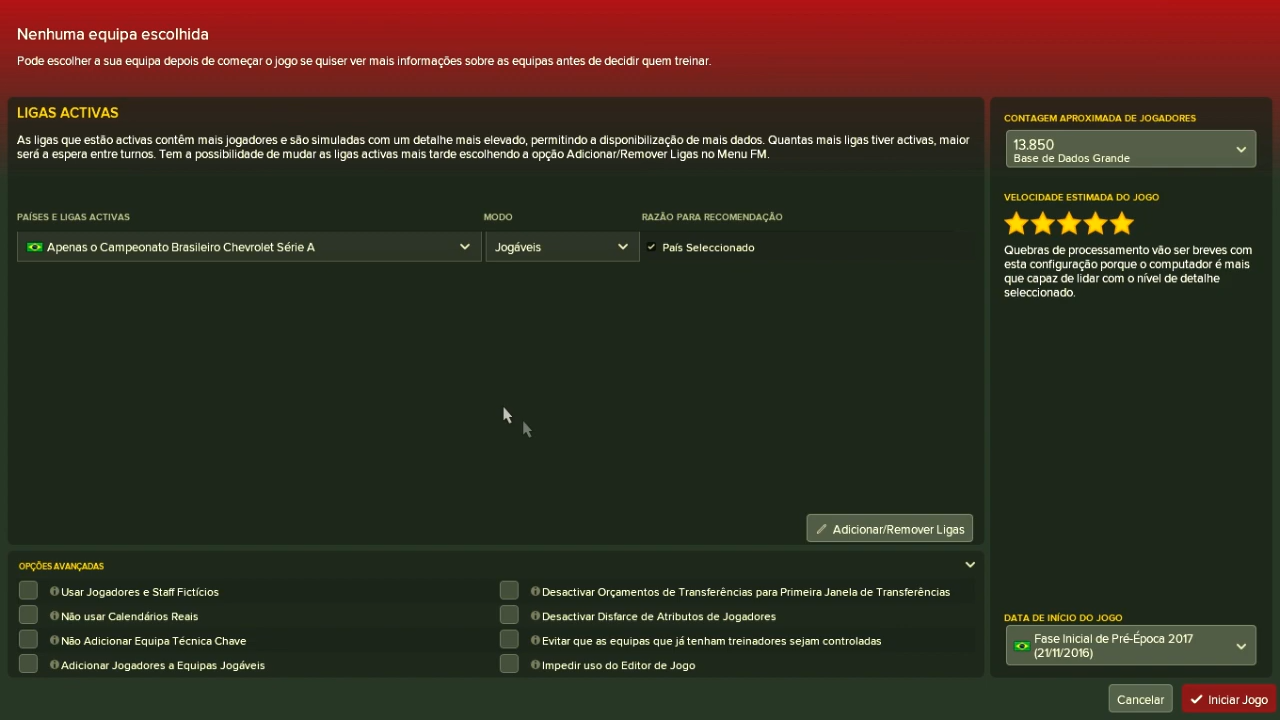 Nenhuma equipa escolhida
Pode escolher a sua equipa depois de começar o jogo se quiser ver mais informações sobre as equipas antes de decidir quem treinar.
LIGAS ACTIVAS
As ligas que estão activas contêm mais jogadores e são simuladas com um detalhe mais elevado, permitindo a disponibilização de mais dados. Quantas mais ligas tiver activas, maior
será a espera entre turnos. Tem a possibilidade de mudar as ligas activas mais tarde escolhendo a opção Adicionar/Remover Ligas no Menu FM.
PAÍSES E LIGAS ACTIVAS
MODO
RAZÃO PARA RECOMENDAÇÃO
Apenas o Campeonato Brasileiro Chevrolet Série A
Jogáveis
País Seleccionado
Adicionar/Remover Ligas
OPÇÕES AVANÇADAS
Usar Jogadores e Staff Fictícios
Não usar Calendários Reais
Não Adicionar Equipa Técnica Chave
Adicionar Jogadores a Equipas Jogáveis
Desactivar Orçamentos de Transferências para Primeira Janela de Transferências
Desactivar Disfarce de Atributos de Jogadores
Evitar que as equipas que já tenham treinadores sejam controladas
Impedir uso do Editor de Jogo
CONTAGEM APROXIMADA DE JOGADORES
13.850
Base de Dados Grande
VELOCIDADE ESTIMADA DO JOGO
Quebras de processamento vão ser breves com
esta configuração porque o computador é mais
que capaz de lidar com o nível de detalhe
seleccionado.
DATA DE INÍCIO DO JOGO
Fase Inicial de Pré-Época 2017
(21/11/2016)
Cancelar
Iniciar Jogo